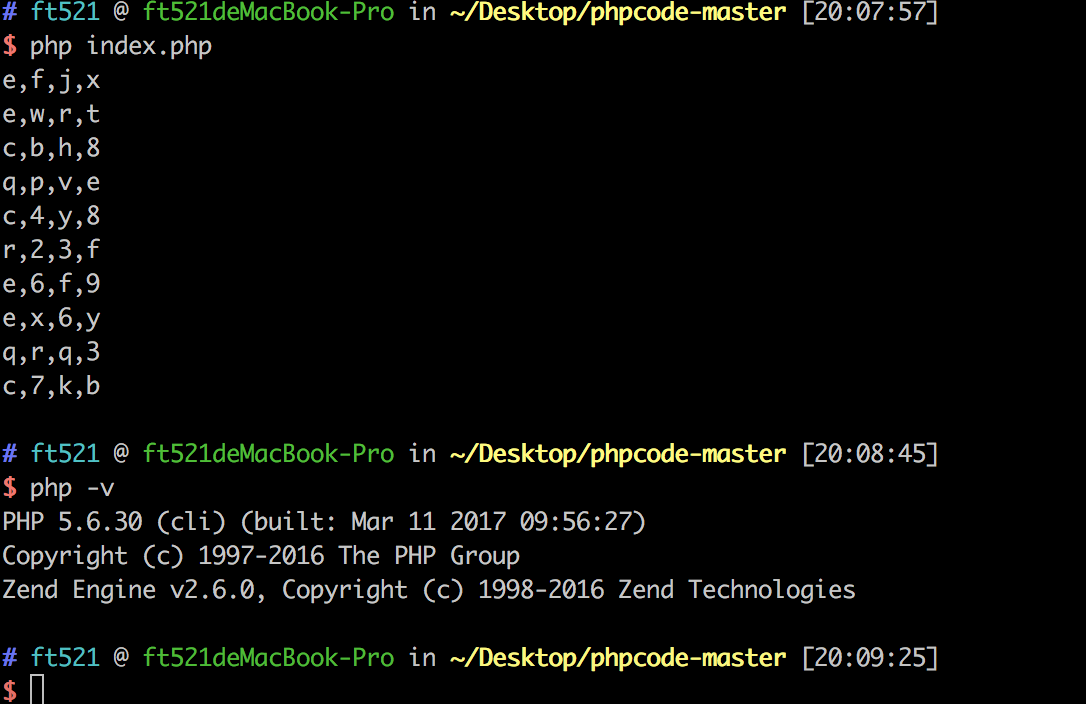 # ft521 @ ft521deMacBook-Pro in ~/Desktop/phpcode-master [20:07:57]
$ php index.php
e,f,j,x
e,w,r,t
c,b,h,8
q,p,v,e
c,4,y,8
r,2,3,f
e,6,f,9
e,x,6,y
q,r,q,3
c,7,k,b
# ft521 @ ft521deMacBook-Pro in ~/Desktop/phpcode-master [20:08:45]
$ php -v
PHP 5.6.30 (cli) (built: Mar 11 2017 09:56:27)
Copyright (c) 1997-2016 The PHP Group
Zend Engine v2.6.0, Copyright (c) 1998-2016 Zend Technologies
# ft521 @ ft521deMacBook-Pro in ~/Desktop/phpcode-master [20:09:25]
$